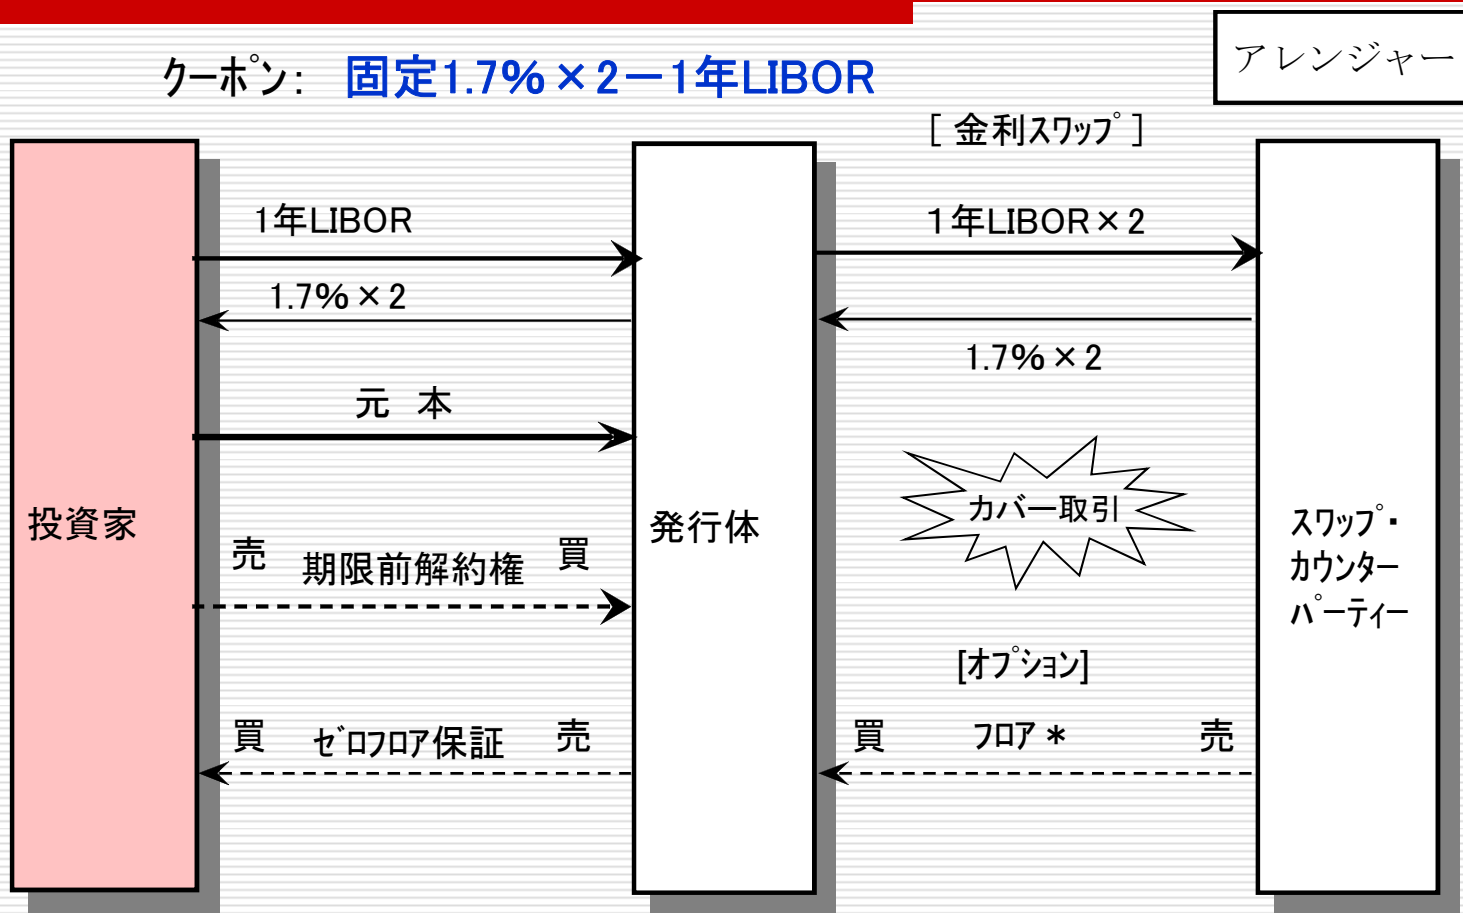 アレンジャー
クーポン: 固定1.7%×2－1年LIBOR
[ 金利スワップ ]
1年LIBOR
１年LIBOR×2
1.7%×2
1.7%×2
元 本
カバー取引
投資家
発行体
スワップ・
カウンター
パーティー
売 期限前解約権 買
[オプション]
買 ゼロフロア保証 売
買 フロア＊ 売